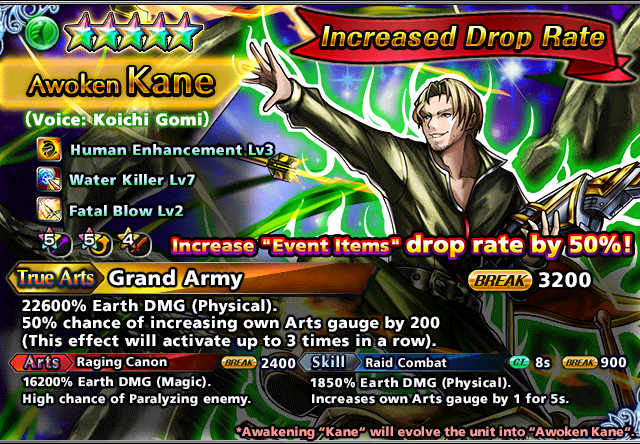 Increased Drop Rate
Awoken Kane
(Voice: Koichi Gomi)
Human Enhancement Lv3
Water Killer Lv7
Fatal Blow Lv2
5 5 4
Increase "Event Items" drop rate by 50%!
True Arts Grand Army BREAK 3200
22600% Earth DMG (Physical).
50% chance of increasing own Arts gauge by 200
(This effect will activate up to 3 times in a row).
Arts Raging Canon BREAK 2400
16200% Earth DMG (Magic).
High chance of Paralyzing enemy.
Skill Raid Combat CT 8s BREAK 900
1850% Earth DMG (Physical).
Increases own Arts gauge by 1 for 5s.
*Awakening "Kane" will evolve the unit into "Awoken Kane"